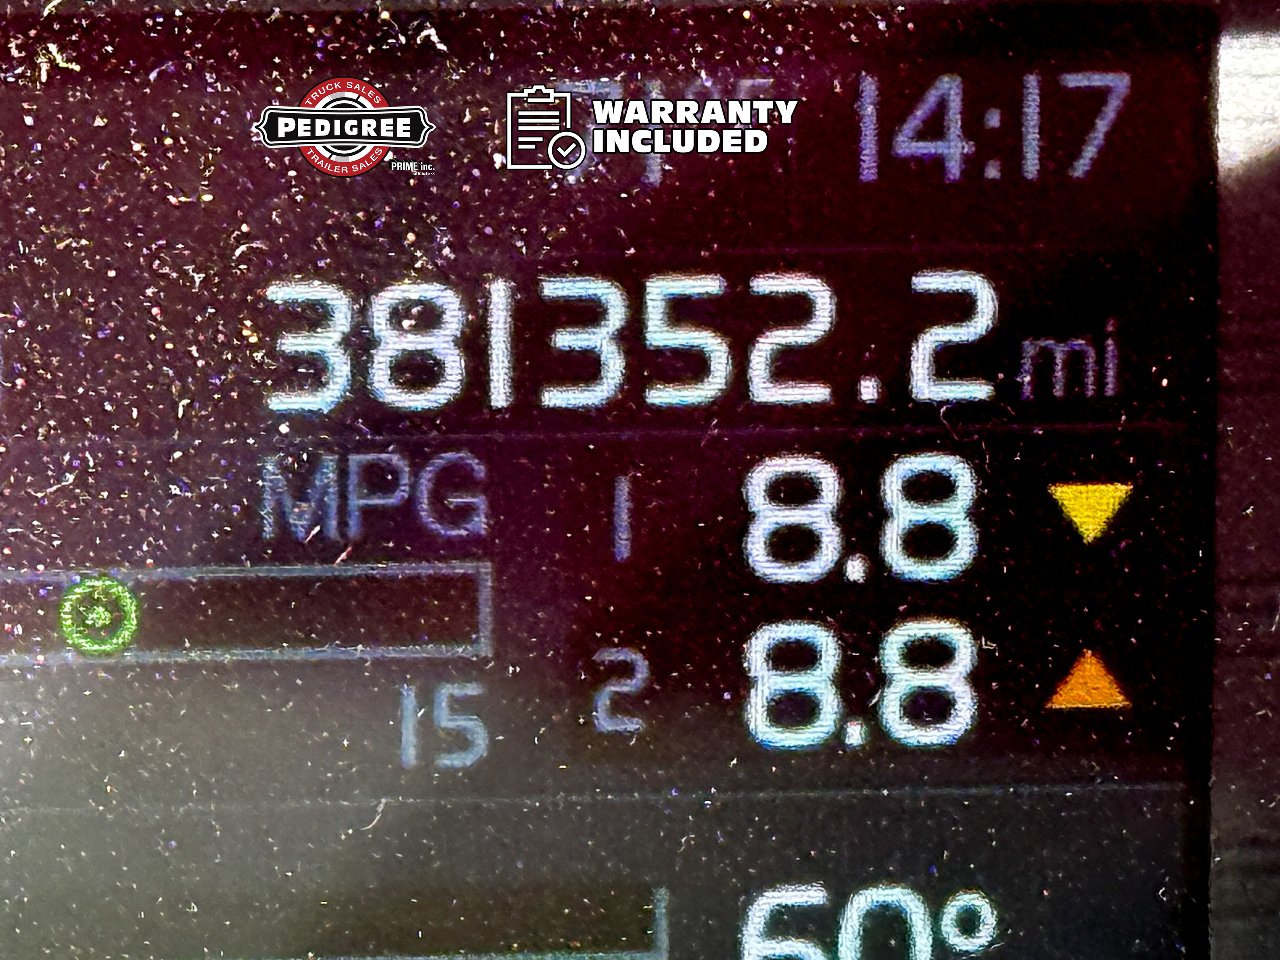 TRUCK SALES
PEDIGREE
TRAILER SALES
PRIME inc.
WARRANTY
INCLUDED
14:17
381352.2 mi
MPG 1 8.8
2 8.8
15
60°